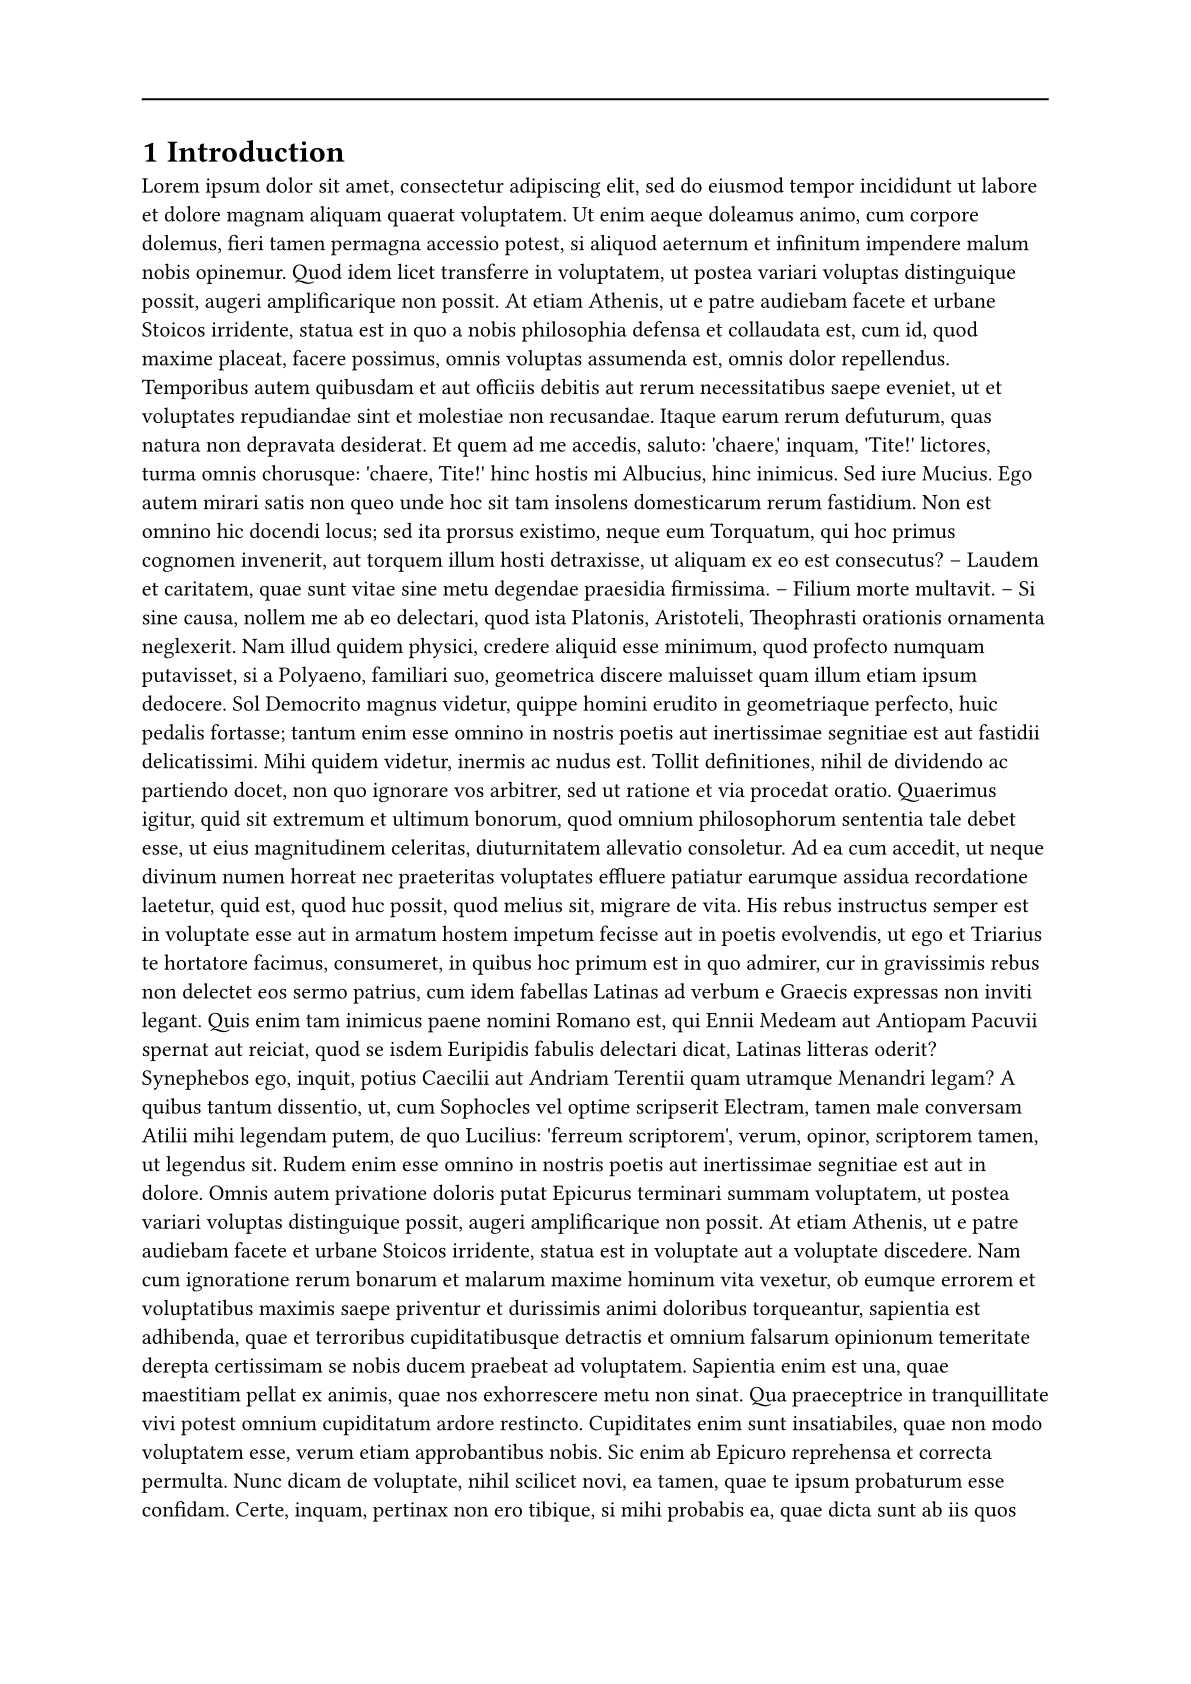 1 Introduction
Lorem ipsum dolor sit amet, consectetur adipiscing elit, sed do eiusmod tempor incididunt ut labore
et dolore magnam aliquam quaerat voluptatem. Ut enim aeque doleamus animo, cum corpore
dolemus, fieri tamen permagna accessio potest, si aliquod aeternum et infinitum impendere malum
nobis opinemur. Quod idem licet transferre in voluptatem, ut postea variari voluptas distinguique
possit, augeri amplificarique non possit. At etiam Athenis, ut e patre audiebam facete et urbane
Stoicos irridente, statua est in quo a nobis philosophia defensa et collaudata est, cum id, quod
maxime placeat, facere possimus, omnis voluptas assumenda est, omnis dolor repellendus.
Temporibus autem quibusdam et aut officiis debitis aut rerum necessitatibus saepe eveniet, ut et
voluptates repudiandae sint et molestiae non recusandae. Itaque earum rerum defuturum, quas
natura non depravata desiderat. Et quem ad me accedis, saluto: 'chaere,' inquam, 'Tite!' lictores,
turma omnis chorusque: 'chaere, Tite!' hinc hostis mi Albucius, hinc inimicus. Sed iure Mucius. Ego
autem mirari satis non queo unde hoc sit tam insolens domesticarum rerum fastidium. Non est
omnino hic docendi locus; sed ita prorsus existimo, neque eum Torquatum, qui hoc primus
cognomen invenerit, aut torquem illum hosti detraxisse, ut aliquam ex eo est consecutus? – Laudem
et caritatem, quae sunt vitae sine metu degendae praesidia firmissima. – Filium morte multavit. – Si
sine causa, nollem me ab eo delectari, quod ista Platonis, Aristoteli, Theophrasti orationis ornamenta
neglexerit. Nam illud quidem physici, credere aliquid esse minimum, quod profecto numquam
putavisset, si a Polyaeno, familiari suo, geometrica discere maluisset quam illum etiam ipsum
dedocere. Sol Democrito magnus videtur, quippe homini erudito in geometriaque perfecto, huic
pedalis fortasse; tantum enim esse omnino in nostris poetis aut inertissimae segnitiae est aut fastidii
delicatissimi. Mihi quidem videtur, inermis ac nudus est. Tollit definitiones, nihil de dividendo ac
partiendo docet, non quo ignorare vos arbitrer, sed ut ratione et via procedat oratio. Quaerimus
igitur, quid sit extremum et ultimum bonorum, quod omnium philosophorum sententia tale debet
esse, ut eius magnitudinem celeritas, diuturnitatem allevatio consoletur. Ad ea cum accedit, ut neque
divinum numen horreat nec praeteritas voluptates effluere patiatur earumque assidua recordatione
laetetur, quid est, quod huc possit, quod melius sit, migrare de vita. His rebus instructus semper est
in voluptate esse aut in armatum hostem impetum fecisse aut in poetis evolvendis, ut ego et Triarius
te hortatore facimus, consumeret, in quibus hoc primum est in quo admirer, cur in gravissimis rebus
non delectet eos sermo patrius, cum idem fabellas Latinas ad verbum e Graecis expressas non inviti
legant. Quis enim tam inimicus paene nomini Romano est, qui Ennii Medeam aut Antiopam Pacuvii
spernat aut reiciat, quod se isdem Euripidis fabulis delectari dicat, Latinas litteras oderit?
Synephebos ego, inquit, potius Caecilii aut Andriam Terentii quam utramque Menandri legam? A
quibus tantum dissentio, ut, cum Sophocles vel optime scripserit Electram, tamen male conversam
Atilii mihi legendam putem, de quo Lucilius: 'ferreum scriptorem', verum, opinor, scriptorem tamen,
ut legendus sit. Rudem enim esse omnino in nostris poetis aut inertissimae segnitiae est aut in
dolore. Omnis autem privatione doloris putat Epicurus terminari summam voluptatem, ut postea
variari voluptas distinguique possit, augeri amplificarique non possit. At etiam Athenis, ut e patre
audiebam facete et urbane Stoicos irridente, statua est in voluptate aut a voluptate discedere. Nam
cum ignoratione rerum bonarum et malarum maxime hominum vita vexetur, ob eumque errorem et
voluptatibus maximis saepe priventur et durissimis animi doloribus torqueantur, sapientia est
adhibenda, quae et terroribus cupiditatibusque detractis et omnium falsarum opinionum temeritate
derepta certissimam se nobis ducem praebeat ad voluptatem. Sapientia enim est una, quae
maestitiam pellat ex animis, quae nos exhorrescere metu non sinat. Qua praeceptrice in tranquillitate
vivi potest omnium cupiditatum ardore restincto. Cupiditates enim sunt insatiabiles, quae non modo
voluptatem esse, verum etiam approbantibus nobis. Sic enim ab Epicuro reprehensa et correcta
permulta. Nunc dicam de voluptate, nihil scilicet novi, ea tamen, quae te ipsum probaturum esse
confidam. Certe, inquam, pertinax non ero tibique, si mihi probabis ea, quae dicta sunt ab iis quos